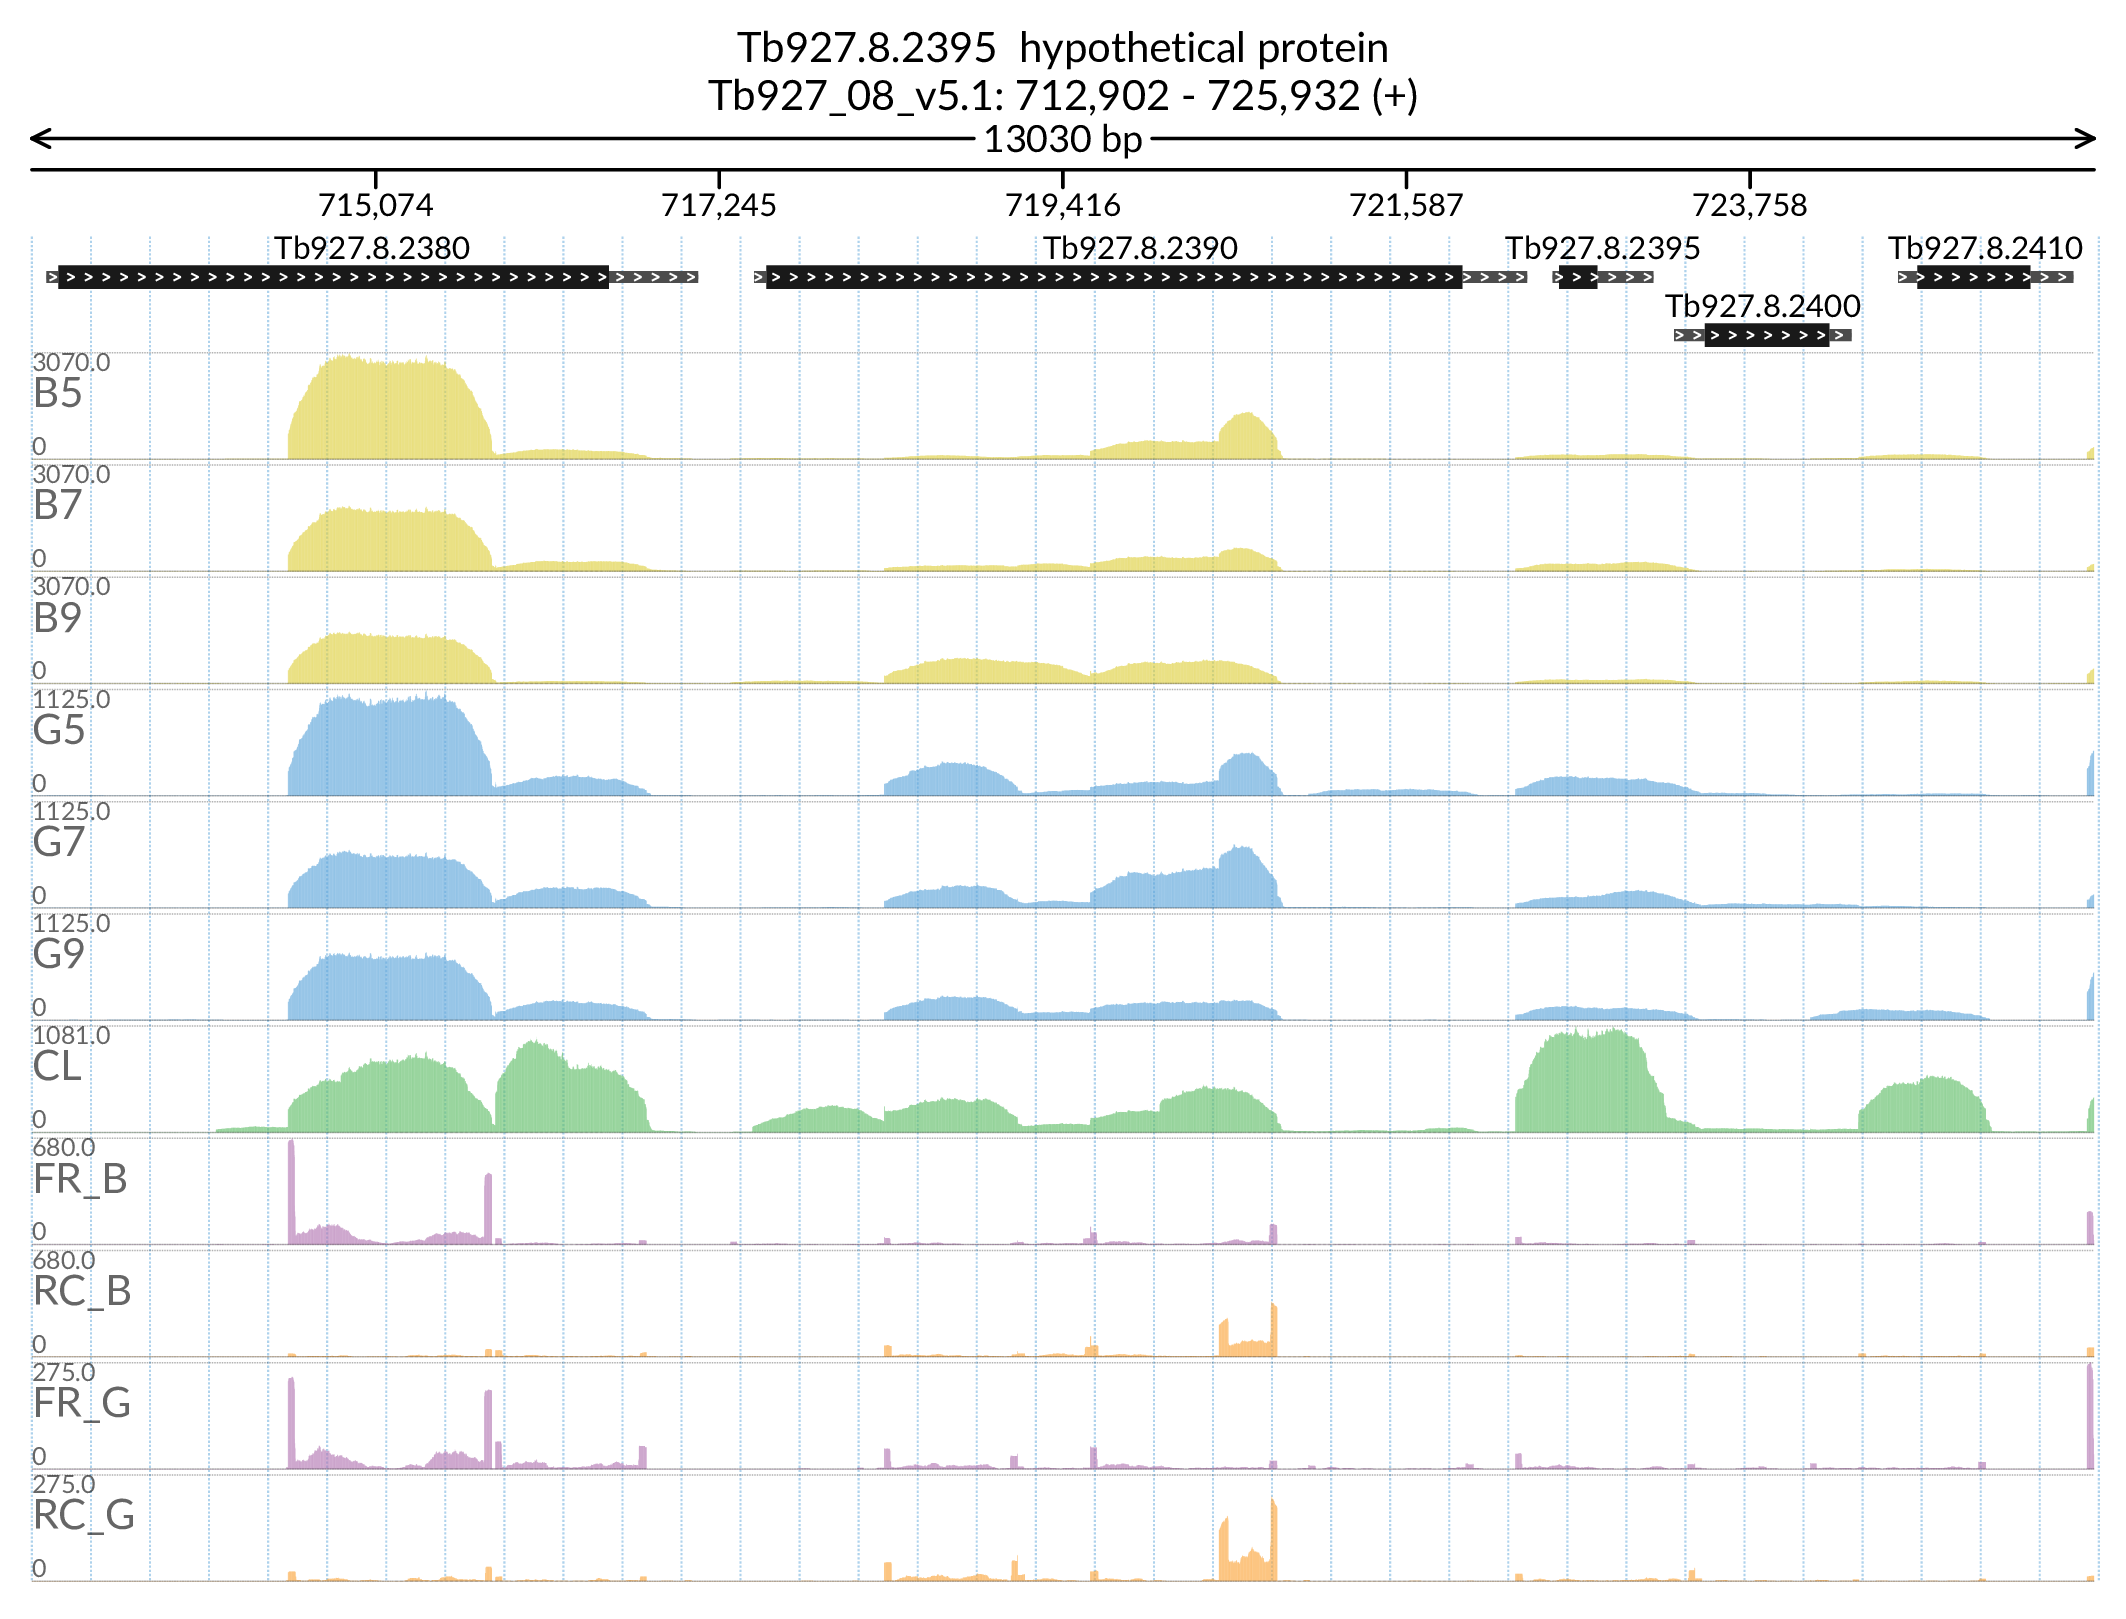 Tb927.8.2395 hypothetical protein
Tb927_08_v5.1: 712,902 - 725,932 (+)
13030 bp
715,074 717,245 719,416 721,587 723,758
Tb927.8.2380 Tb927.8.2390 Tb927.8.2395 Tb927.8.2410
Tb927.8.2400
3070.0
B5
0
3070.0
B7
0
3070.0
B9
0
1125.0
G5
0
1125.0
G7
0
1125.0
G9
0
1081.0
CL
0
680.0
FR_B
0
680.0
RC_B
0
275.0
FR_G
0
275.0
RC_G
0